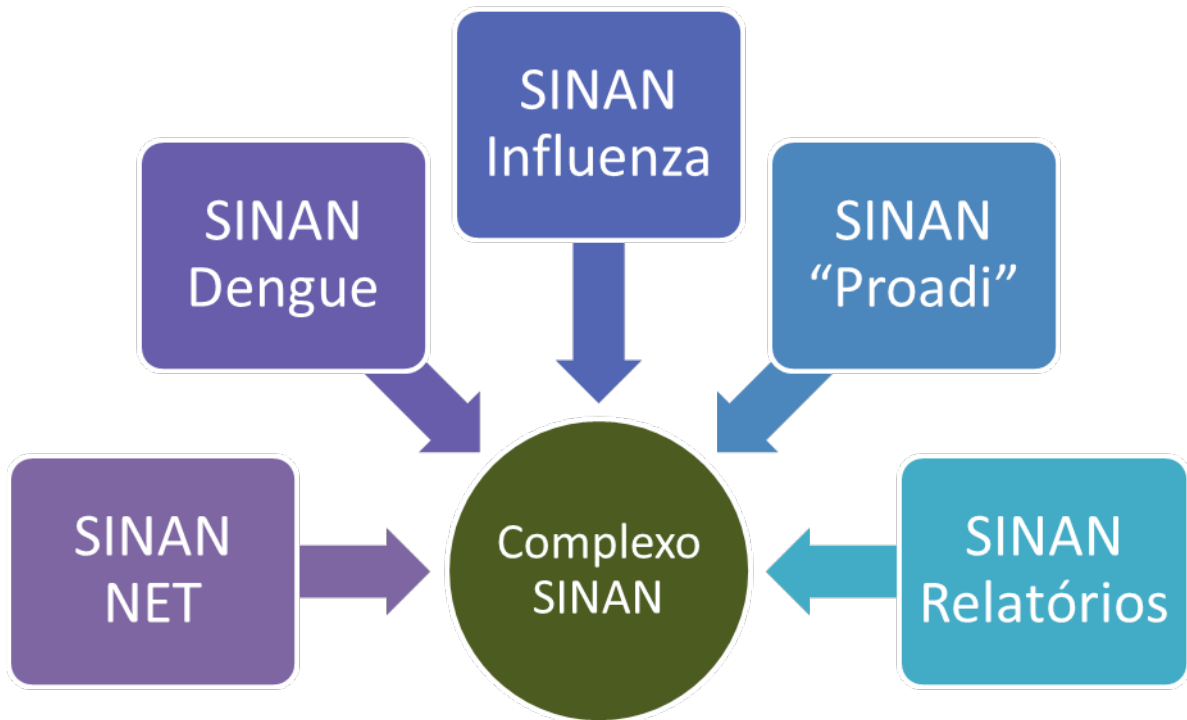 SINAN
Influenza
SINAN
Dengue
SINAN
“Proadi”
SINAN
NET
Complexo
SINAN
SINAN
Relatórios